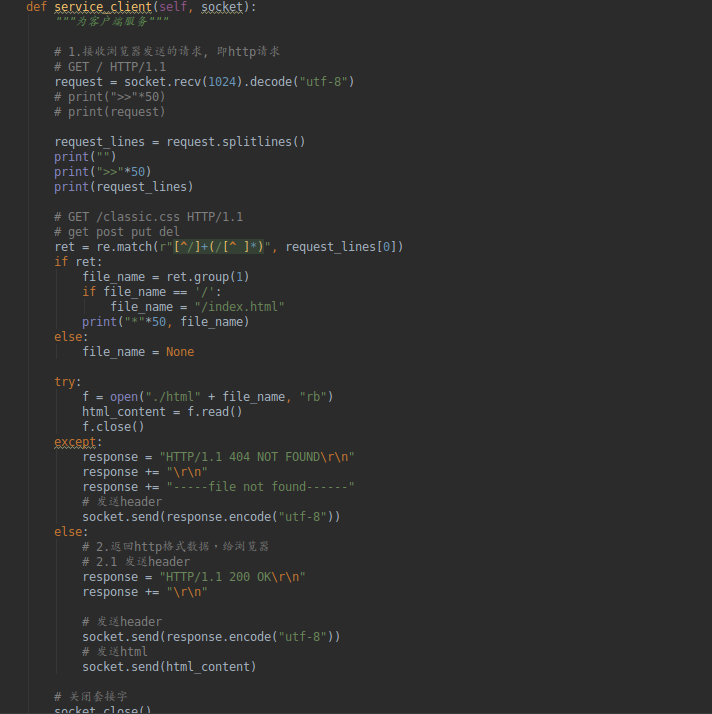 def service_client(self, socket):
"""为客户端服务"""
# 1.接收浏览器发送的请求, 即http请求
# GET / HTTP/1.1
request = socket.recv(1024).decode("utf-8")
# print(">>"*50)
# print(request)
request_lines = request.splitlines()
print("")
print(">>"*50)
print(request_lines)
# GET /classic.css HTTP/1.1
# get post put del
ret = re.match(r"[^/]+(/[^ ]*)", request_lines[0])
if ret:
file_name = ret.group(1)
if file_name == '/':
file_name = "/index.html"
print("*"*50, file_name)
else:
file_name = None
try:
f = open("./html" + file_name, "rb")
html_content = f.read()
f.close()
except:
response = "HTTP/1.1 404 NOT FOUND\r\n"
response += "\r\n"
response += "-----file not found------"
# 发送header
socket.send(response.encode("utf-8"))
else:
# 2.返回http格式数据，给浏览器
# 2.1 发送header
response = "HTTP/1.1 200 OK\r\n"
response += "\r\n"
# 发送header
socket.send(response.encode("utf-8"))
# 发送html
socket.send(html_content)
# 关闭套接字
socket.close()